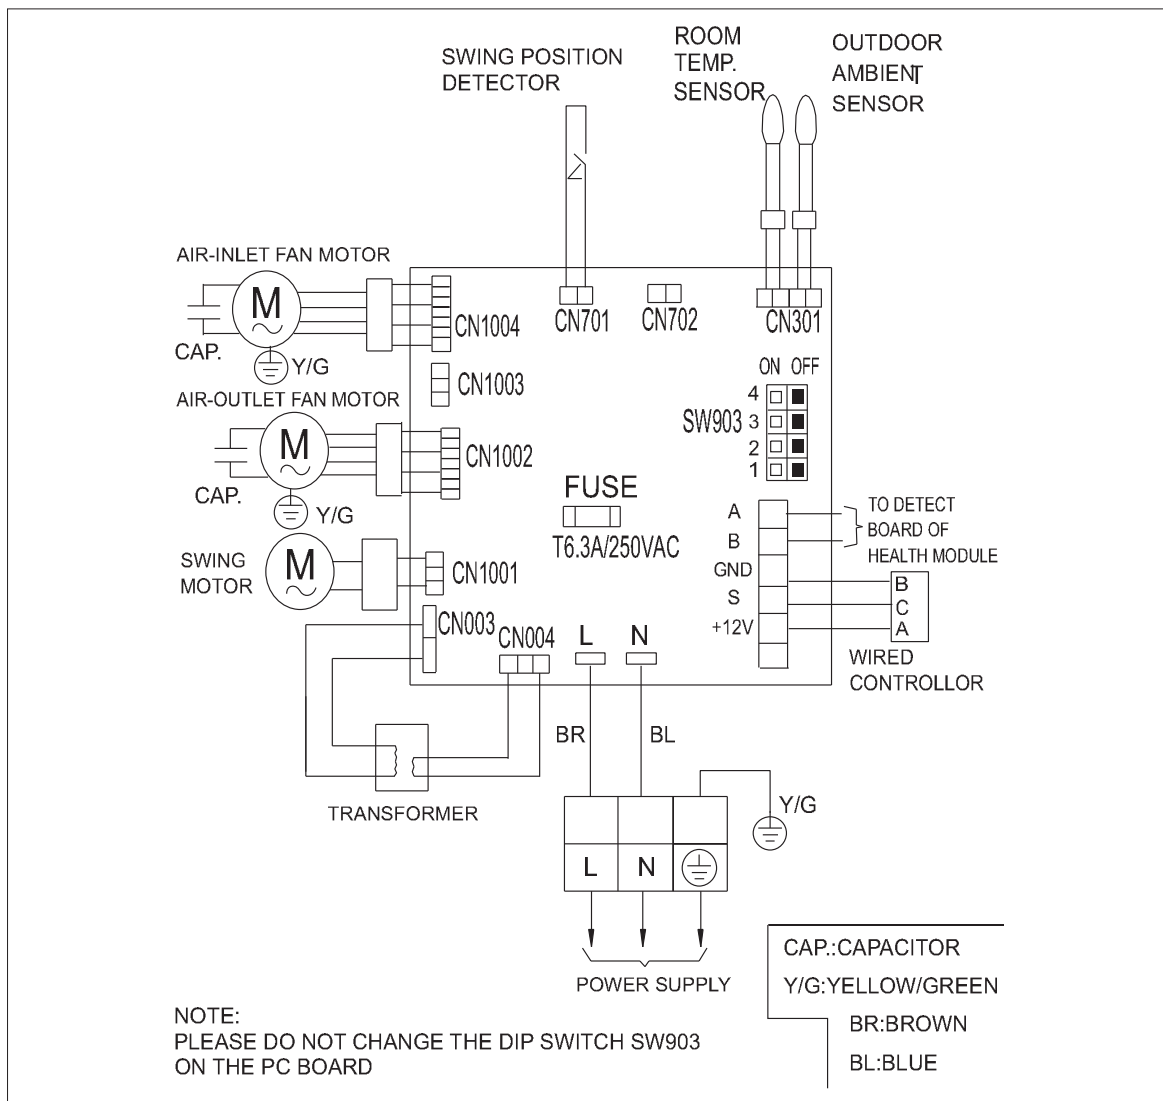 SWING POSITION
DETECTOR
ROOM
TEMP.
SENSOR
OUTDOOR
AMBIENT
SENSOR
AIR-INLET FAN MOTOR
M
CAP.
Y/G
CN1004
CN701
CN702
CN301
CN1003
ON OFF
4
SW903 3
2
1
AIR-OUTLET FAN MOTOR
M
CAP.
Y/G
CN1002
FUSE
T6.3A/250VAC
A
B
GND
S
+12V
TO DETECT
BOARD OF
HEALTH MODULE
B
C
A
WIRED
CONTROLLOR
SWING
MOTOR
M
CN1001
CN003
CN004
L N
BR
BL
TRANSFORMER
Y/G
L N
POWER SUPPLY
CAP.:CAPACITOR
Y/G:YELLOW/GREEN
BR:BROWN
BL:BLUE
NOTE:
PLEASE DO NOT CHANGE THE DIP SWITCH SW903
ON THE PC BOARD